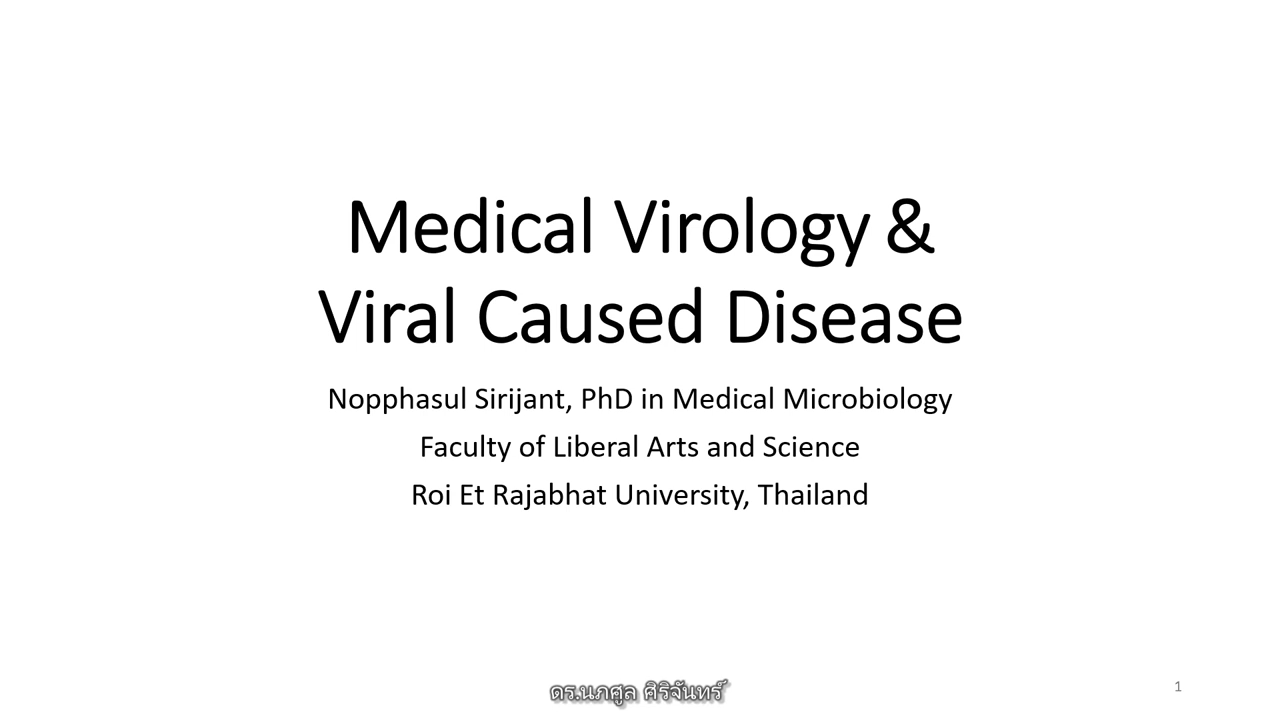 Medical Virology &
Viral Caused Disease
Nopphasul Sirijant, PhD in Medical Microbiology
Faculty of Liberal Arts and Science
Roi Et Rajabhat University, Thailand
ดร.นภศูล ศิริจันทร์
1